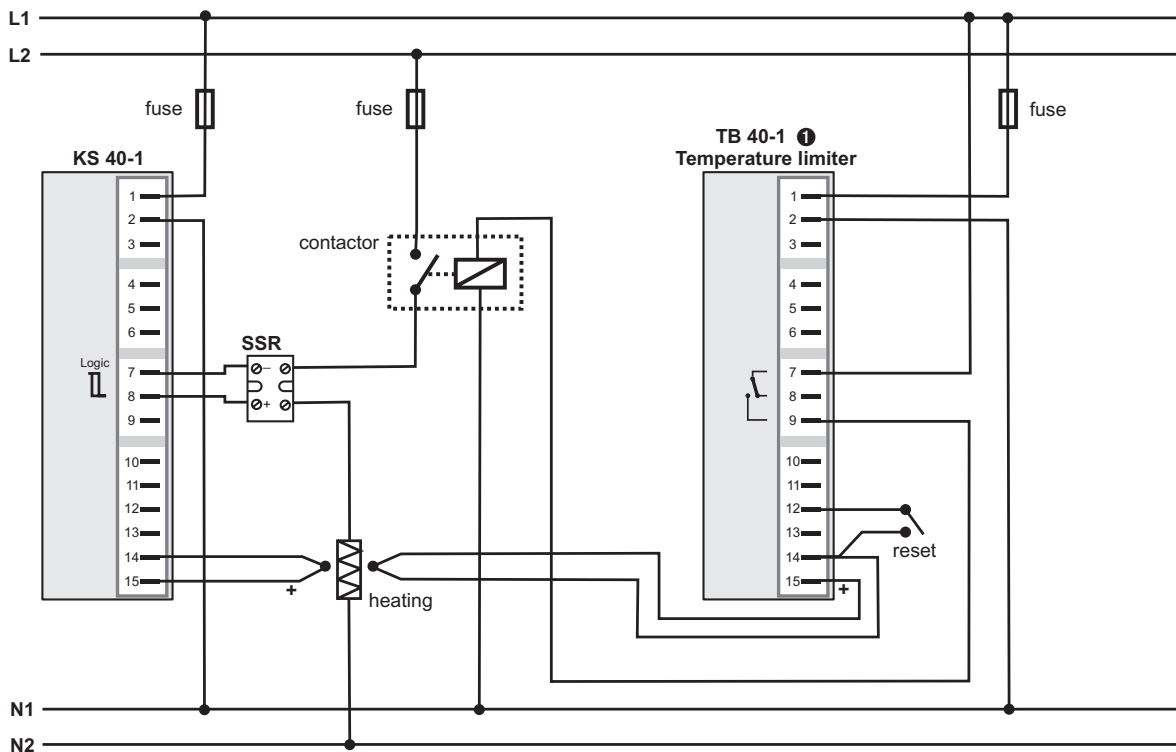 L1
L2
fuse
fuse
fuse
KS 40-1
TB 40-1 ❶
Temperature limiter
1
2
3
4
5
6
7
8
9
10
11
12
13
14
15
Logic
contactor
SSR
–
+
+
heating
1
2
3
4
5
6
7
8
9
10
11
12
13
14
15
+
reset
N1
N2